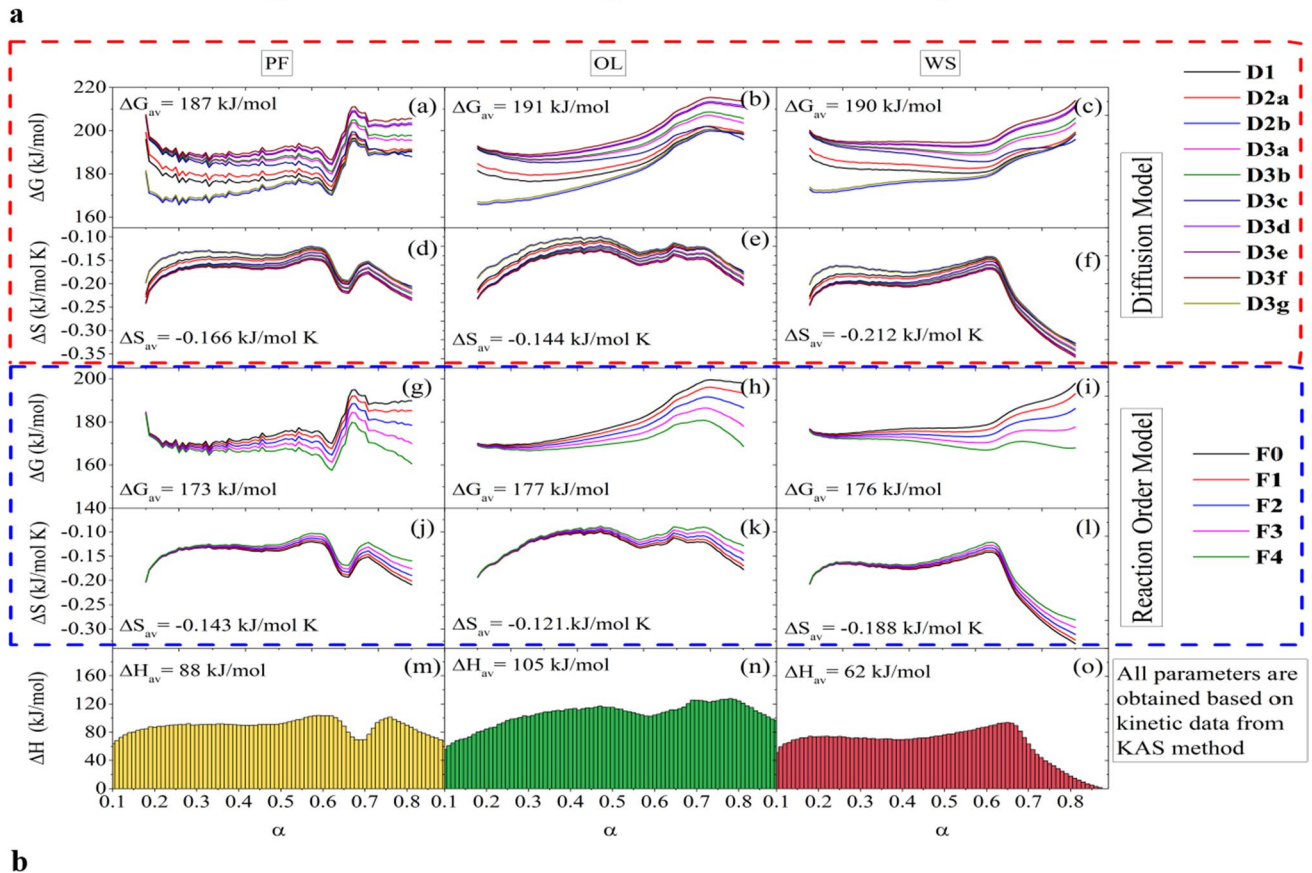 a
PF
OL
WS
220
200
180
160
ΔG (kJ/mol)
ΔG_av = 187 kJ/mol
(a)
ΔG_av = 191 kJ/mol
(b)
ΔG_av = 190 kJ/mol
(c)
-0.10
-0.15
-0.20
-0.25
-0.30
-0.35
ΔS (kJ/mol K)
(d)
ΔS_av = -0.166 kJ/mol K
(e)
ΔS_av = -0.144 kJ/mol K
(f)
ΔS_av = -0.212 kJ/mol K
Diffusion Model
D1
D2a
D2b
D3a
D3b
D3c
D3d
D3e
D3f
D3g
200
180
160
140
ΔG (kJ/mol)
(g)
ΔG_av = 173 kJ/mol
(h)
ΔG_av = 177 kJ/mol
(i)
ΔG_av = 176 kJ/mol
-0.10
-0.15
-0.20
-0.30
ΔS (kJ/mol K)
(j)
ΔS_av = -0.143 kJ/mol K
(k)
ΔS_av = -0.121.kJ/mol K
(l)
ΔS_av = -0.188 kJ/mol K
Reaction Order Model
F0
F1
F2
F3
F4
160
120
80
40
0
ΔH (kJ/mol)
ΔH_av = 88 kJ/mol
(m)
ΔH_av = 105 kJ/mol
(n)
ΔH_av = 62 kJ/mol
(o)
All parameters are
obtained based on
kinetic data from
KAS method
0.1 0.2 0.3 0.4 0.5 0.6 0.7 0.8
0.1 0.2 0.3 0.4 0.5 0.6 0.7 0.8
0.1 0.2 0.3 0.4 0.5 0.6 0.7 0.8
α
α
α
b